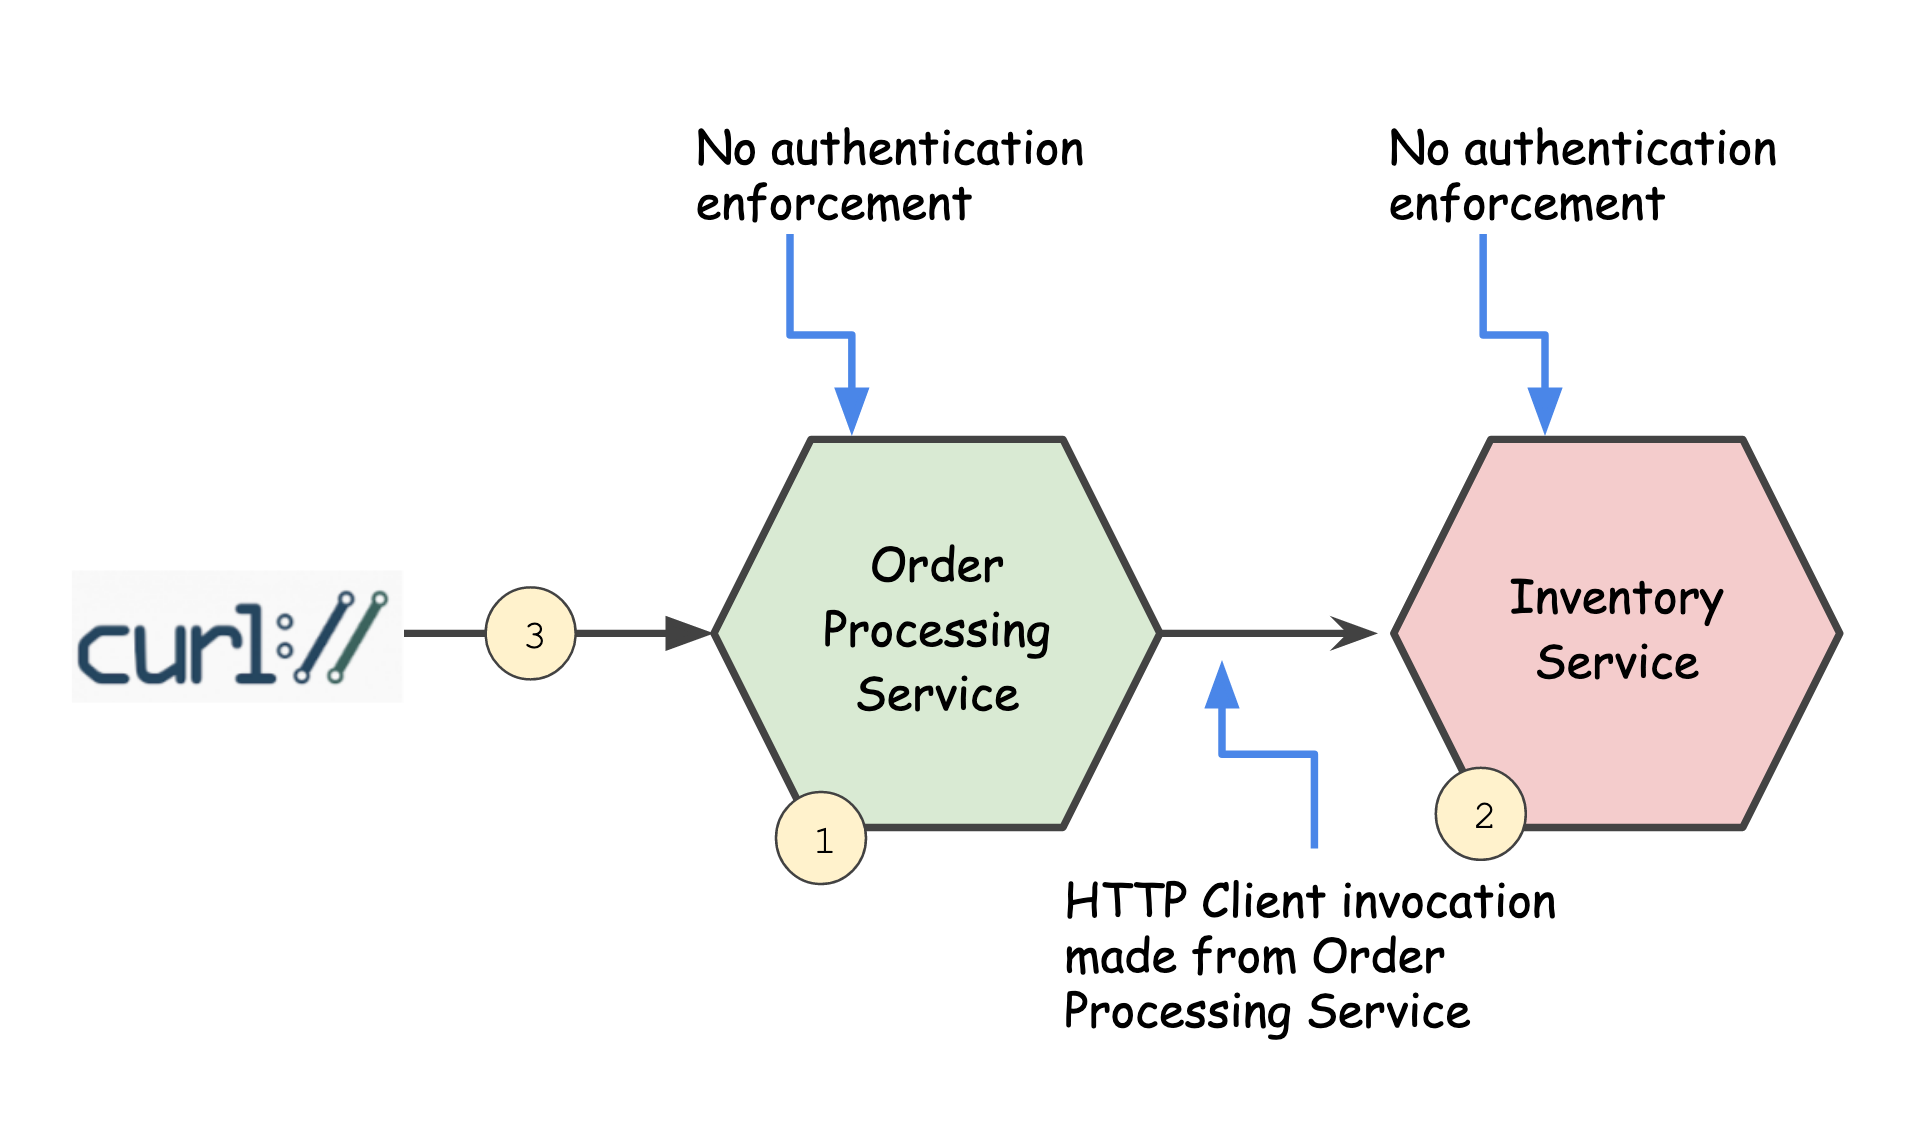 No authentication
enforcement
No authentication
enforcement
curl://
3
Order
Processing
Service
Inventory
Service
1
2
HTTP Client invocation
made from Order
Processing Service